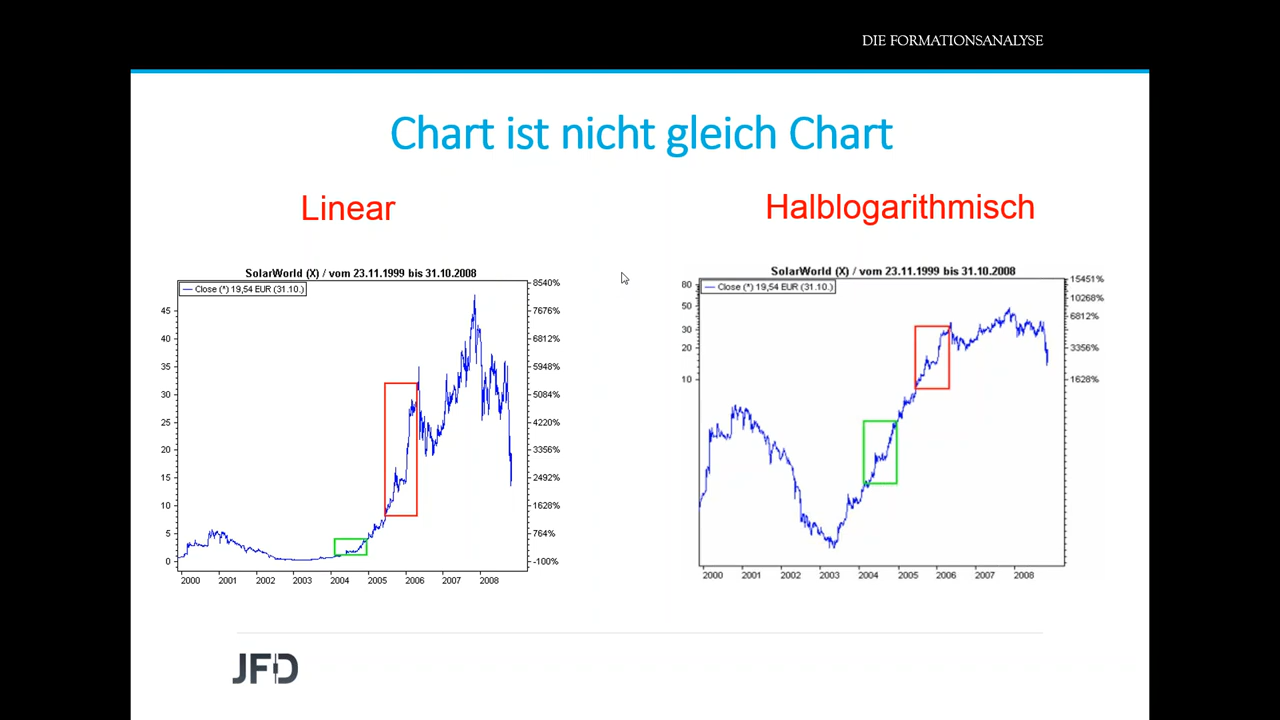 DIE FORMATIONSANALYSE
Chart ist nicht gleich Chart
Linear
Halblogarithmisch
SolarWorld (X) / vom 23.11.1999 bis 31.10.2008
Close (*) 19,54 EUR (31.10.)
45
40
35
30
25
20
15
10
5
0
8540%
7676%
6812%
5948%
5084%
4220%
3356%
2492%
1628%
764%
-100%
2000 2001 2002 2003 2004 2005 2006 2007 2008
SolarWorld (X) / vom 23.11.1999 bis 31.10.2008
Close (*) 19,54 EUR (31.10.)
80
50
30
20
10
15451%
10268%
6812%
3356%
1628%
2000 2001 2002 2003 2004 2005 2006 2007 2008
JFD